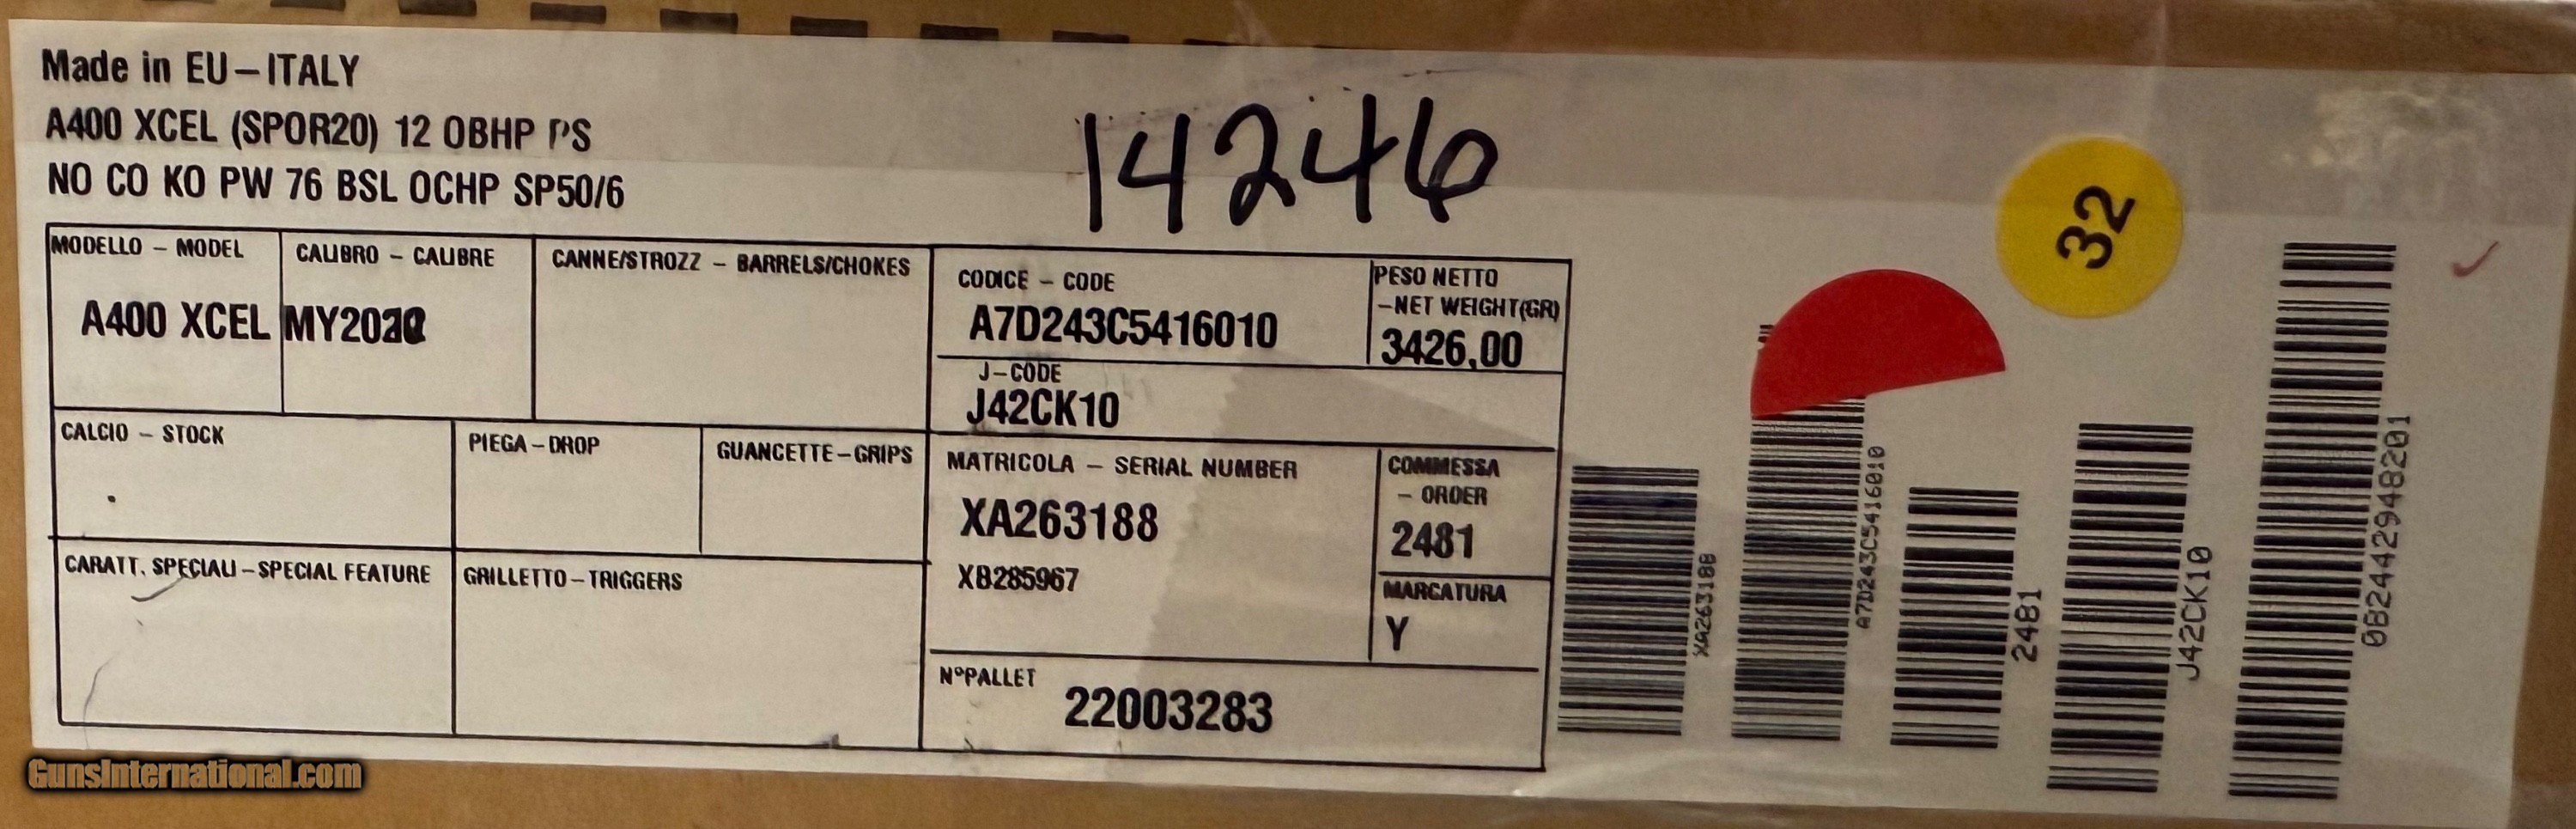 Made in EU-ITALY
A400 XCEL (SPOR20) 12 OBHP PS
NO CO KO PW 76 BSL OCHP SP50/6
14246
32
MODELLO - MODEL
A400 XCEL
CALIBRO - CALIBRE
CANNE/STROZZ - BARRELS/CHOKES
CODICE - CODE
A7D243C5416010
PESO NETTO
-NET WEIGHT(GR)
3426,00
J-CODE
J42CK10
CALCIO - STOCK
PIEGA-DROP
GUANCETTE-GRIPS
MATRICOLA - SERIAL NUMBER
XA263188
XB285967
COMMESSA
- ORDER
2481
CARATT. SPECIALI-SPECIAL FEATURE
GRILLETTO-TRIGGERS
MARCATURA
Y
N°PALLET
22003283
XA263188
A7D243C5416010
2481
J42CK10
082442948201
GunsInternational.com